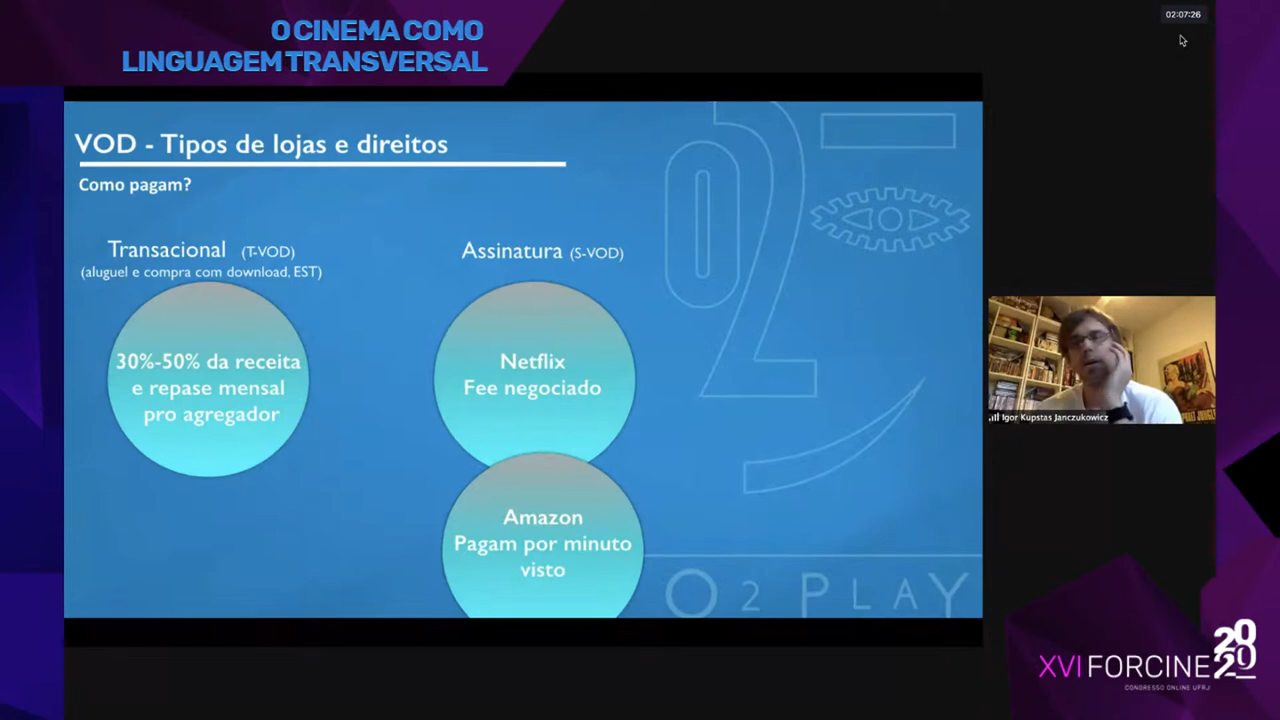 O CINEMA COMO
LINGUAGEM TRANSVERSAL
02:07:26
VOD - Tipos de lojas e direitos
Como pagam?
Transacional (T-VOD)
(aluguel e compra com download, EST)
30%-50% da receita
e repase mensal
pro agregador
Assinatura (S-VOD)
Netflix
Fee negociado
Amazon
Pagam por minuto
visto
O2 PLAY
Igor Kupstas Janczukowicz
XVI FORCINE 2020
CONGRESSO ONLINE UFRJ